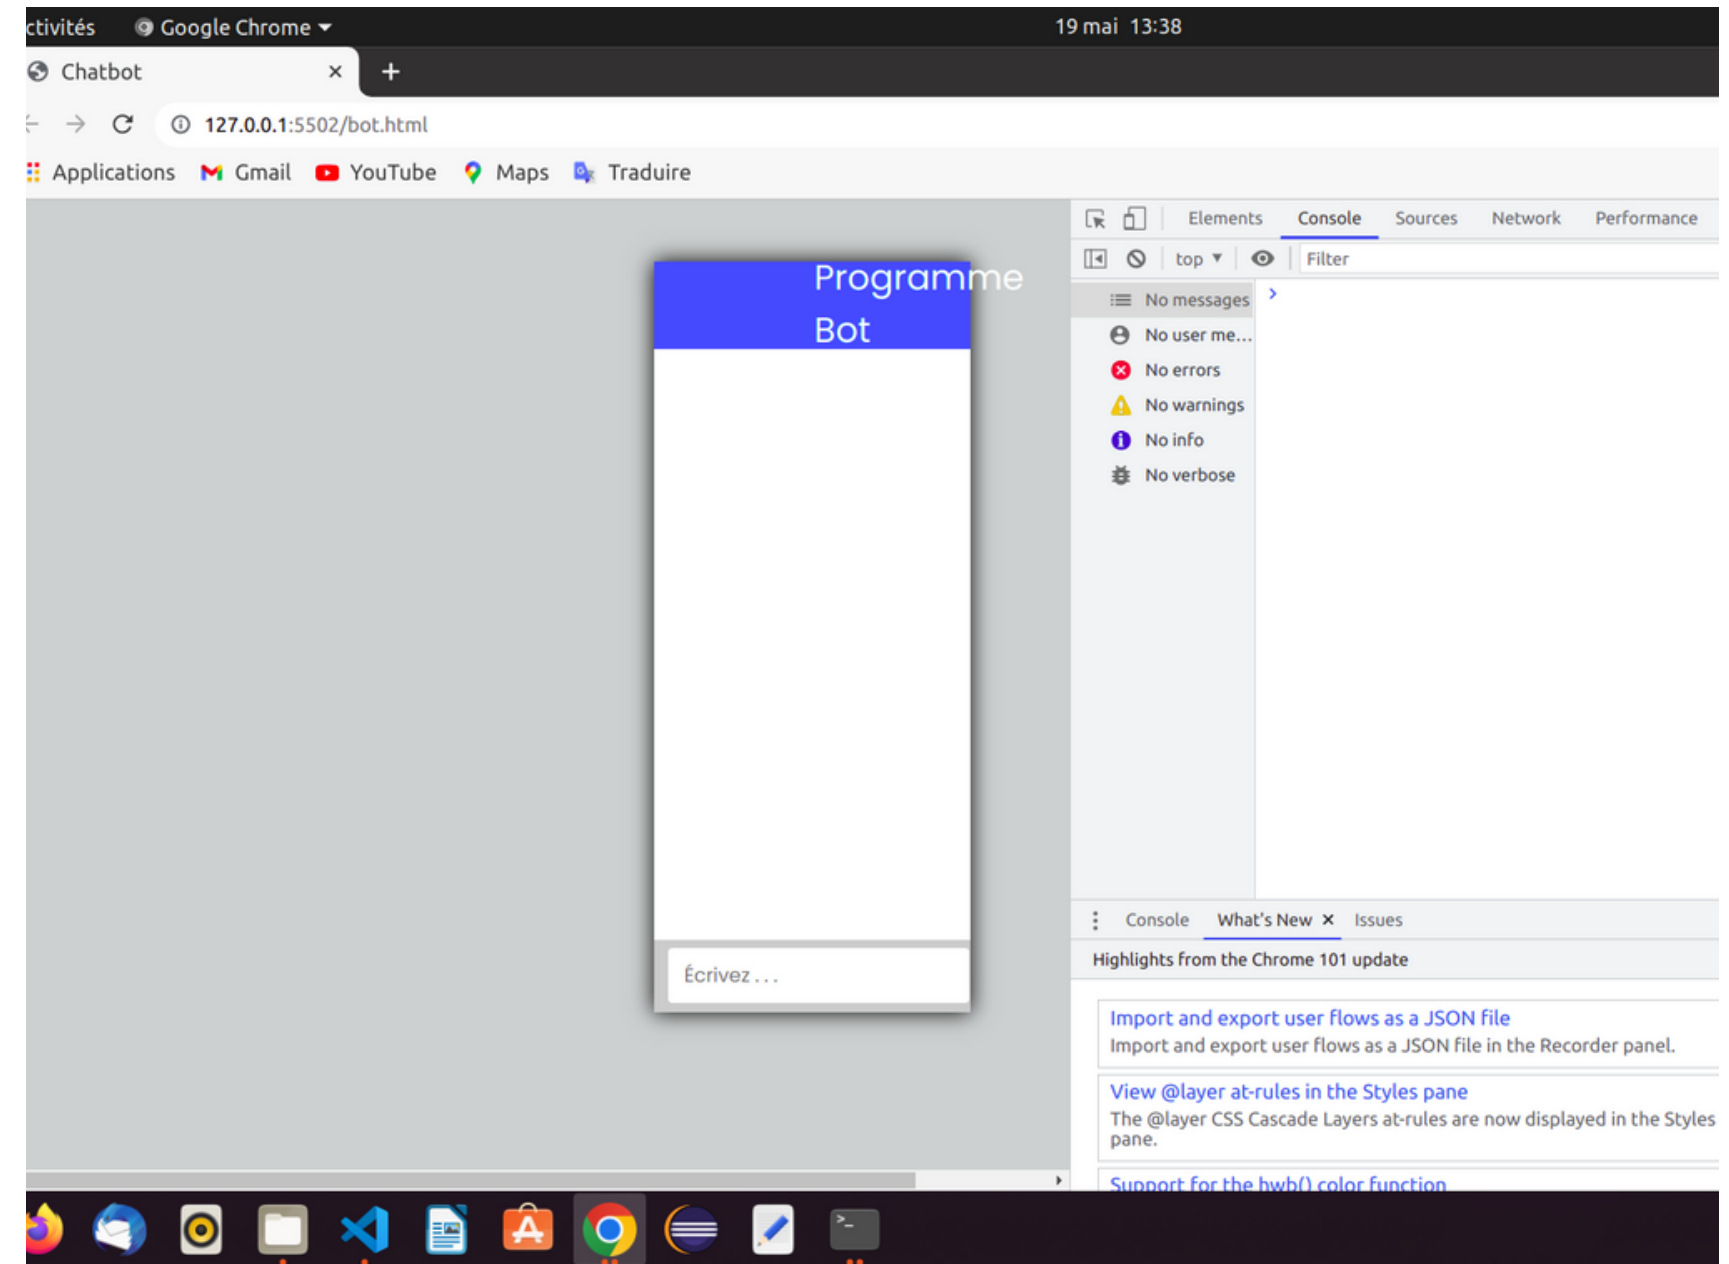 ctivités Google Chrome 19 mai 13:38
Chatbot × +
127.0.0.1:5502/bot.html
Applications Gmail YouTube Maps Traduire
Elements Console Sources Network Performance
top Filter
Programme
Bot
No messages
No user me...
No errors
No warnings
No info
No verbose
Écrivez . . .
Console What's New × Issues
Highlights from the Chrome 101 update
Import and export user flows as a JSON file
Import and export user flows as a JSON file in the Recorder panel.
View @layer at-rules in the Styles pane
The @layer CSS Cascade Layers at-rules are now displayed in the Styles
pane.
Support for the hwb() color function